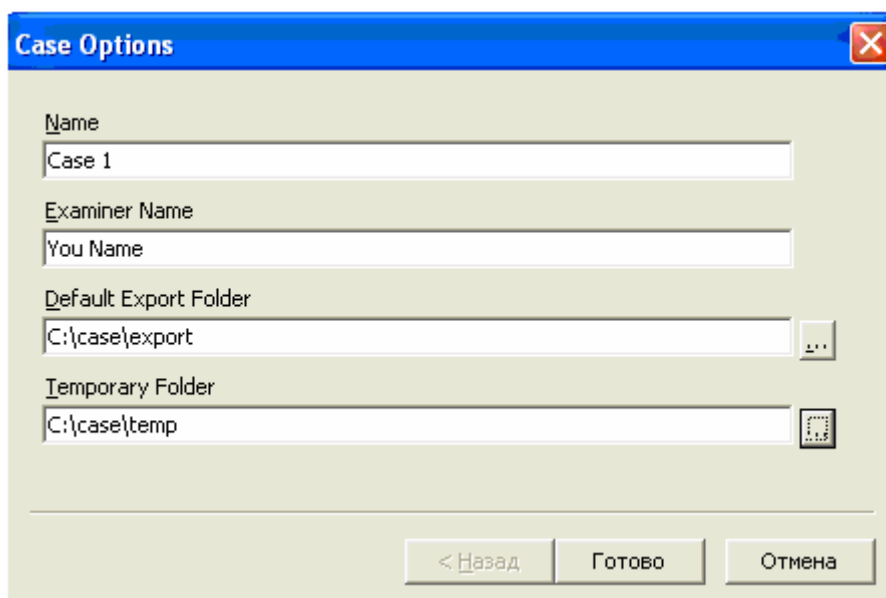 Case Options
Name
Case 1
Examiner Name
You Name
Default Export Folder
C:\case\export
...
Temporary Folder
C:\case\temp
...
< Назад Готово Отмена